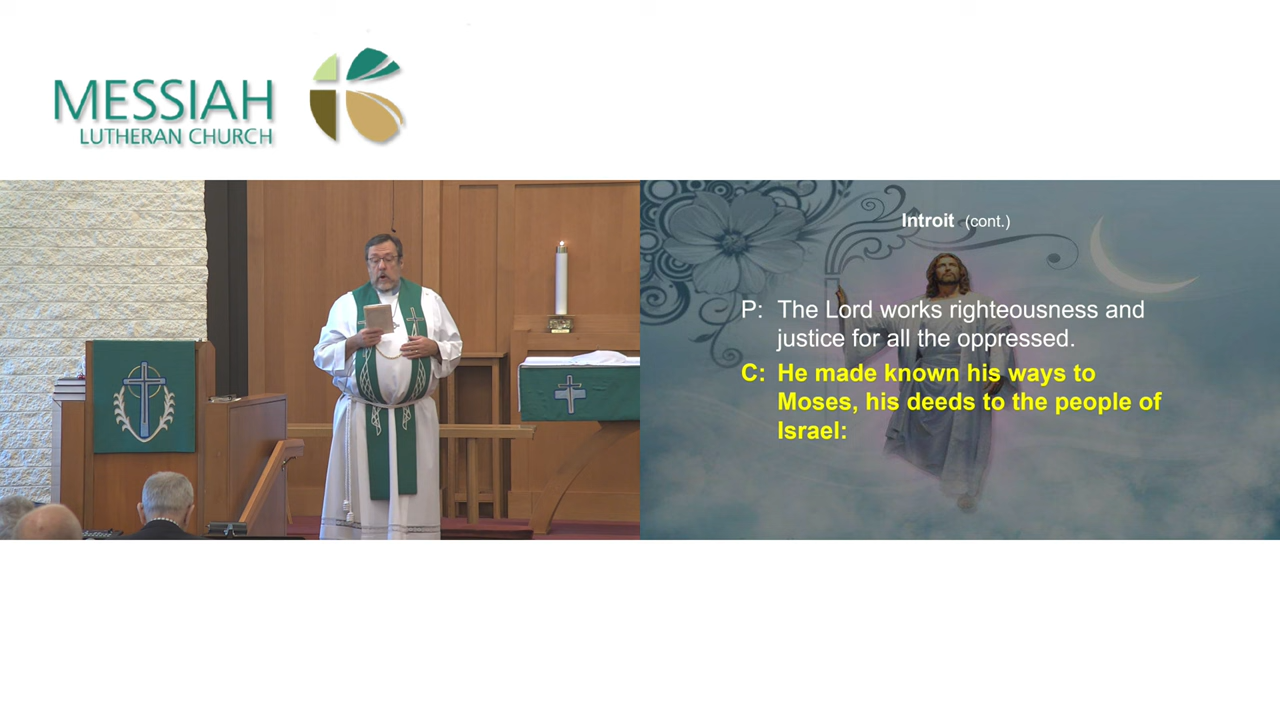 MESSIAH
LUTHERAN CHURCH
Introit (cont.)
P: The Lord works righteousness and
justice for all the oppressed.
C: He made known his ways to
Moses, his deeds to the people of
Israel: